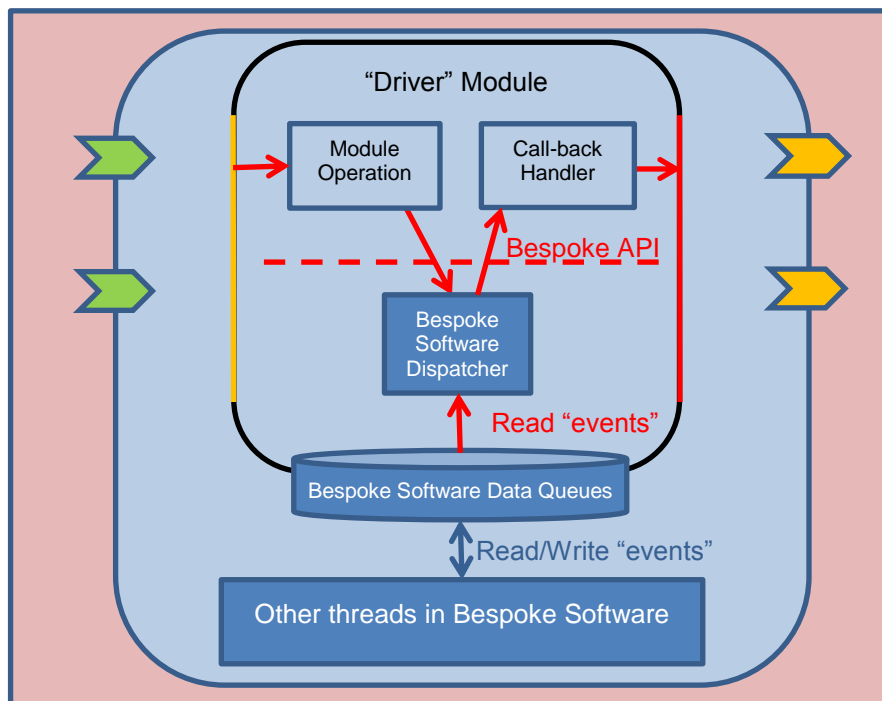 “Driver” Module
Module
Operation
Call-back
Handler
Bespoke API
Bespoke
Software
Dispatcher
Read “events”
Bespoke Software Data Queues
Read/Write “events”
Other threads in Bespoke Software